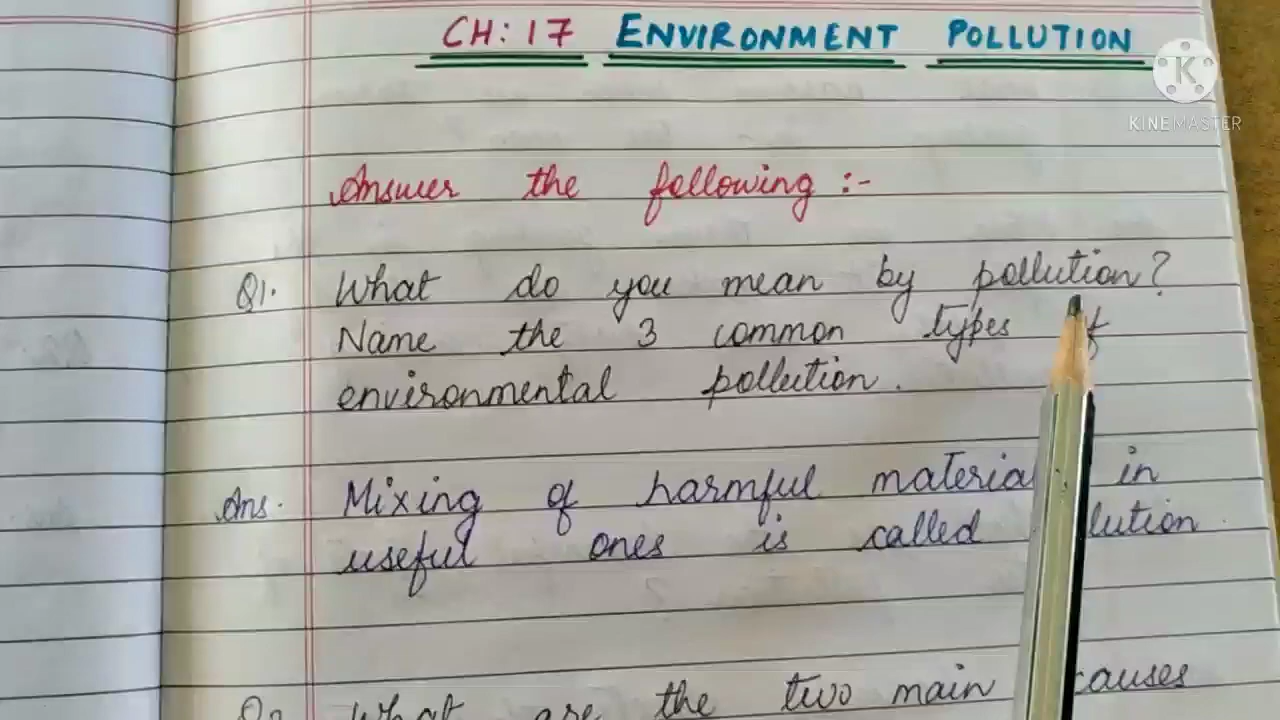 CH: 17 ENVIRONMENT POLLUTION
K
KINEMASTER
Answer the following :-
Q1. What do you mean by pollution?
Name the 3 common types
environmental pollution.
Ans. Mixing of harmful in
useful ones is called
What are the two main causes